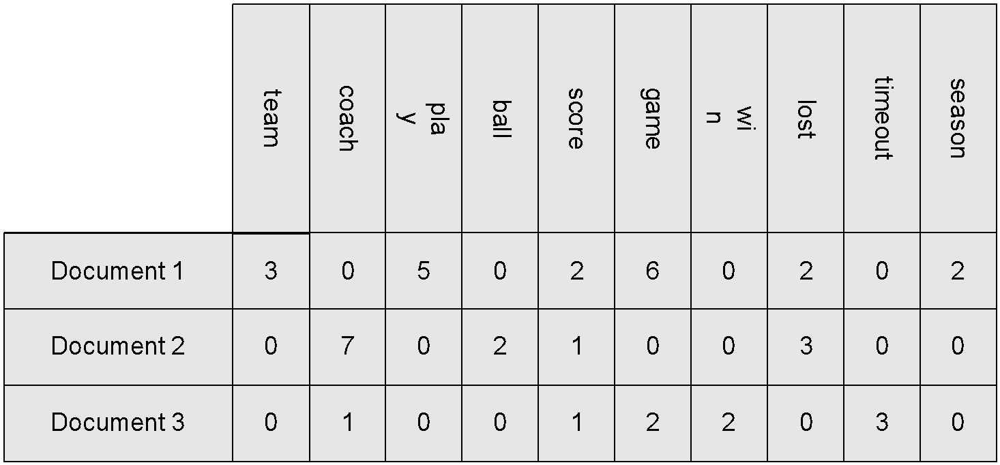 team coach play ball score game win lost timeout season
Document 1 3 0 5 0 2 6 0 2 0 2
Document 2 0 7 0 2 1 0 0 3 0 0
Document 3 0 1 0 0 1 2 2 0 3 0